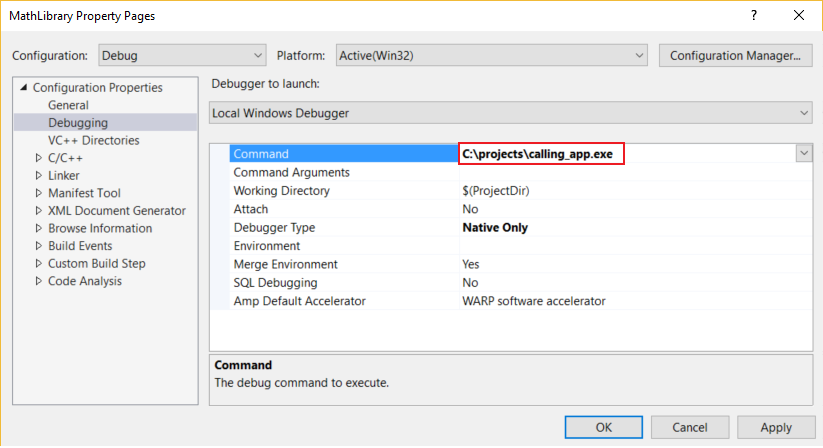 MathLibrary Property Pages
?
Configuration: Debug Platform: Active(Win32) Configuration Manager...
Configuration Properties
General
Debugging
VC++ Directories
C/C++
Linker
Manifest Tool
XML Document Generator
Browse Information
Build Events
Custom Build Step
Code Analysis
Debugger to launch:
Local Windows Debugger
Command C:\projects\calling_app.exe
Command Arguments
Working Directory $(ProjectDir)
Attach No
Debugger Type Native Only
Environment
Merge Environment Yes
SQL Debugging No
Amp Default Accelerator WARP software accelerator
Command
The debug command to execute.
OK Cancel Apply